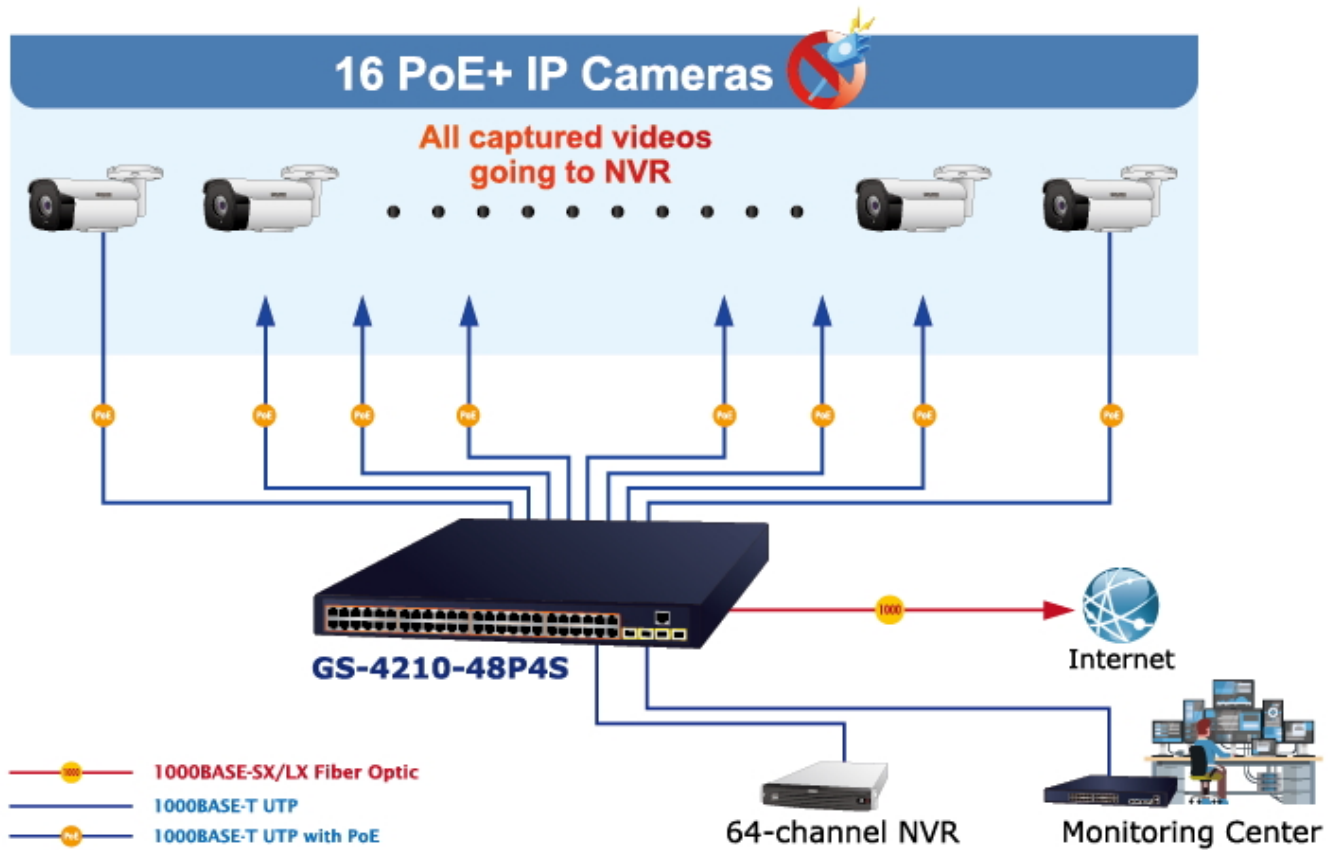 16 PoE+ IP Cameras
All captured videos
going to NVR
PoE PoE PoE PoE PoE PoE PoE PoE
1000
GS-4210-48P4S
Internet
1000 1000BASE-SX/LX Fiber Optic
1000BASE-T UTP
PoE 1000BASE-T UTP with PoE
64-channel NVR
Monitoring Center